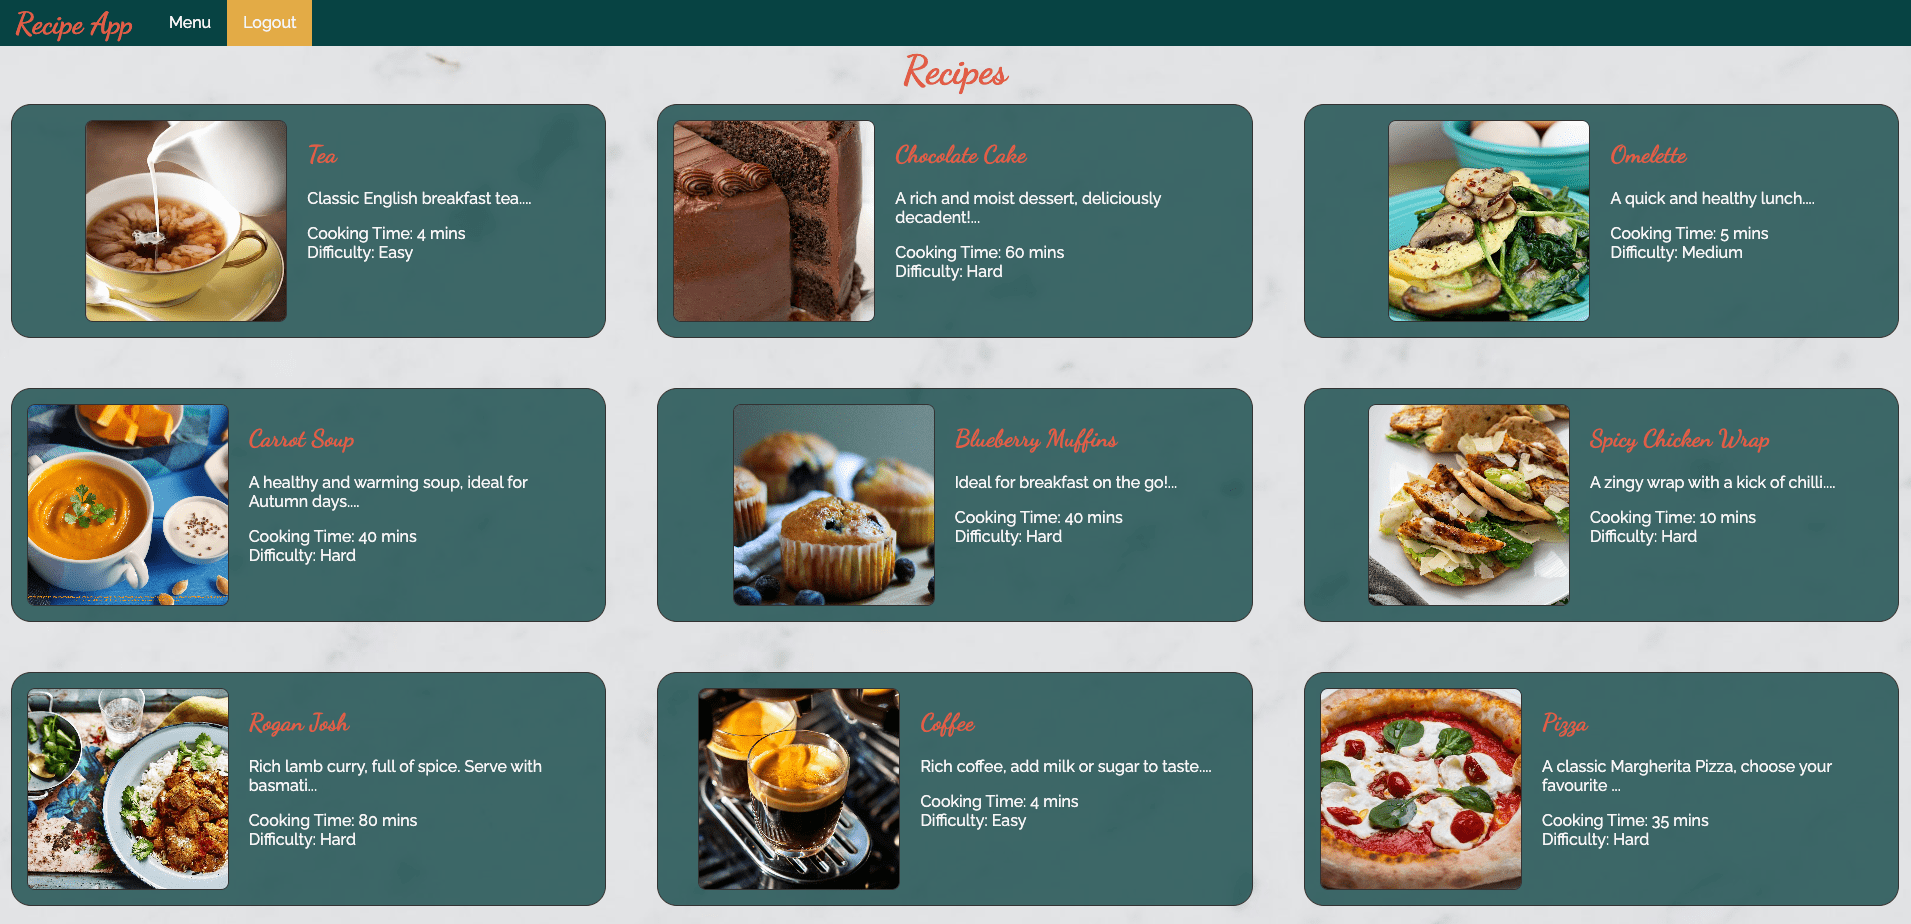 Recipe App
Menu
Logout
Recipes
Tea
Classic English breakfast tea....
Cooking Time: 4 mins
Difficulty: Easy
Chocolate Cake
A rich and moist dessert, deliciously
decadent!...
Cooking Time: 60 mins
Difficulty: Hard
Omelette
A quick and healthy lunch....
Cooking Time: 5 mins
Difficulty: Medium
Carrot Soup
A healthy and warming soup, ideal for
Autumn days....
Cooking Time: 40 mins
Difficulty: Hard
Blueberry Muffins
Ideal for breakfast on the go!...
Cooking Time: 40 mins
Difficulty: Hard
Spicy Chicken Wrap
A zingy wrap with a kick of chilli....
Cooking Time: 10 mins
Difficulty: Hard
Rogan Josh
Rich lamb curry, full of spice. Serve with
basmati...
Cooking Time: 80 mins
Difficulty: Hard
Coffee
Rich coffee, add milk or sugar to taste....
Cooking Time: 4 mins
Difficulty: Easy
Pizza
A classic Margherita Pizza, choose your
favourite ...
Cooking Time: 35 mins
Difficulty: Hard